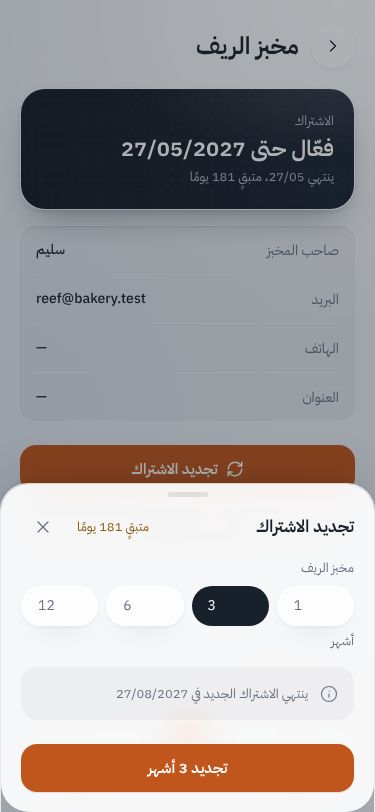 مخبز الريف
الاشتراك
فعّال حتى 27/05/2027
ينتهي 27/05، متبقٍ 181 يومًا
صاحب المخبز سليم
البريد reef@bakery.test
الهاتف —
العنوان —
تجديد الاشتراك
تجديد الاشتراك متبقٍ 181 يومًا
مخبز الريف
1 3 6 12
أشهر
ينتهي الاشتراك الجديد في 27/08/2027
تجديد 3 أشهر